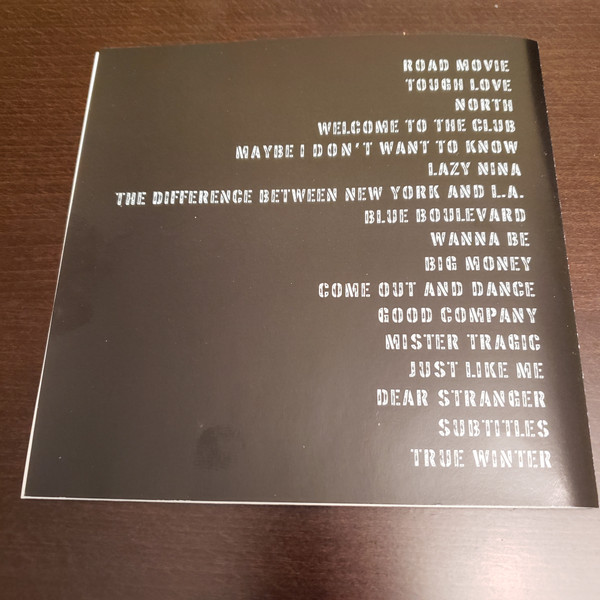 ROAD MOVIE
TOUGH LOVE
NORTH
WELCOME TO THE CLUB
MAYBE I DON'T WANT TO KNOW
LAZY NINA
THE DIFFERENCE BETWEEN NEW YORK AND L.A.
BLUE BOULEVARD
WANNA BE
BIG MONEY
COME OUT AND DANCE
GOOD COMPANY
MISTER TRAGIC
JUST LIKE ME
DEAR STRANGER
SUBTITLES
TRUE WINTER